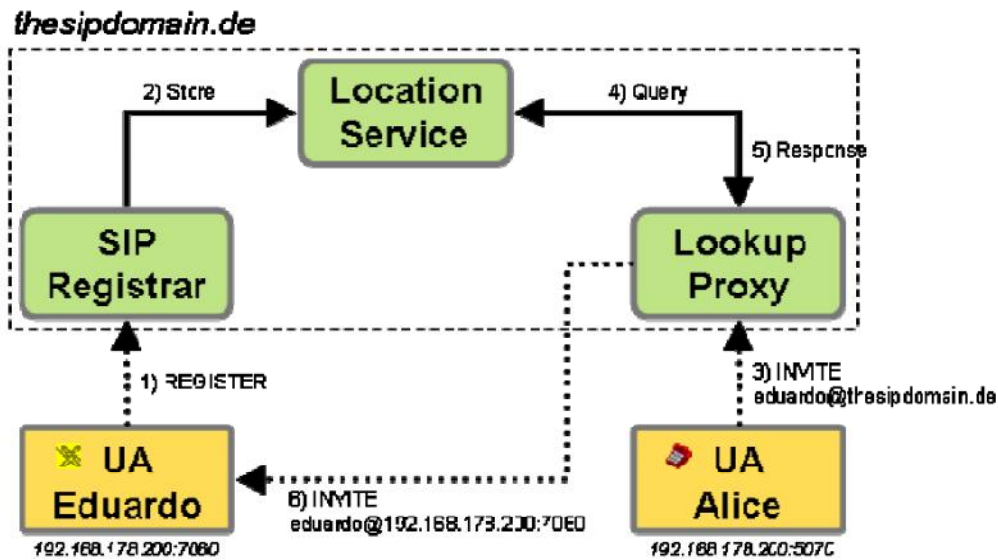 thesipdomain.de
Location
Service
2) Store
4) Query
5) Response
SIP
Registrar
Lookup
Proxy
1) REGISTER
3) INVITE
eduardo@thesipdomain.de
UA
Eduardo
UA
Alice
6) INVITE
eduardo@192.168.178.200:7060
192.168.178.200:7060
192.168.178.200:5070